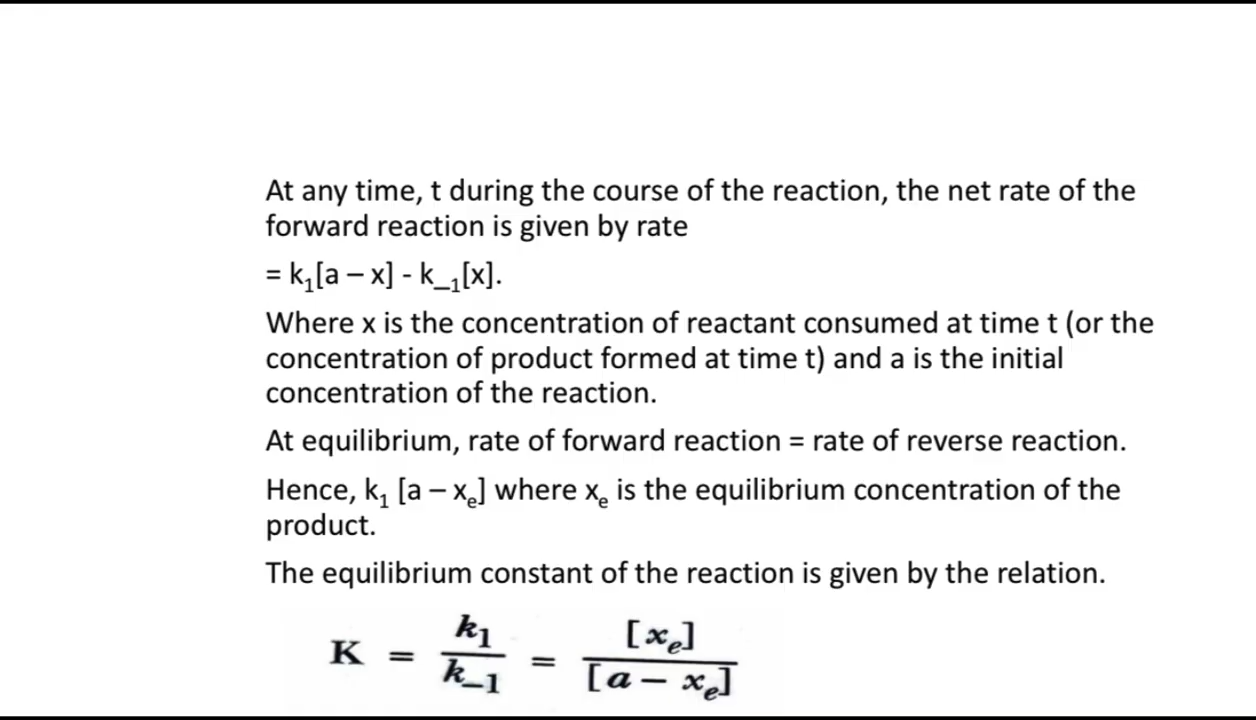 At any time, t during the course of the reaction, the net rate of the
forward reaction is given by rate
= k₁[a – x] - k_₁[x].
Where x is the concentration of reactant consumed at time t (or the
concentration of product formed at time t) and a is the initial
concentration of the reaction.
At equilibrium, rate of forward reaction = rate of reverse reaction.
Hence, k₁ [a – xₑ] where xₑ is the equilibrium concentration of the
product.
The equilibrium constant of the reaction is given by the relation.
K = k₁/k₋₁ = [xₑ]/[a – xₑ]